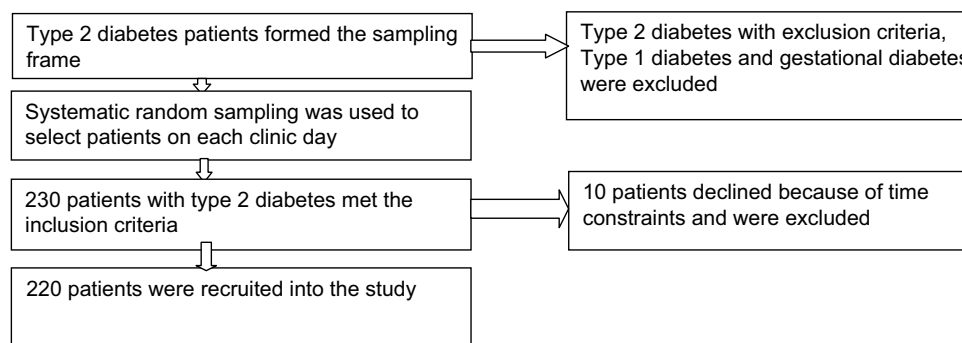 Type 2 diabetes patients formed the sampling
frame
Type 2 diabetes with exclusion criteria,
Type 1 diabetes and gestational diabetes
were excluded
Systematic random sampling was used to
select patients on each clinic day
230 patients with type 2 diabetes met the
inclusion criteria
10 patients declined because of time
constraints and were excluded
220 patients were recruited into the study